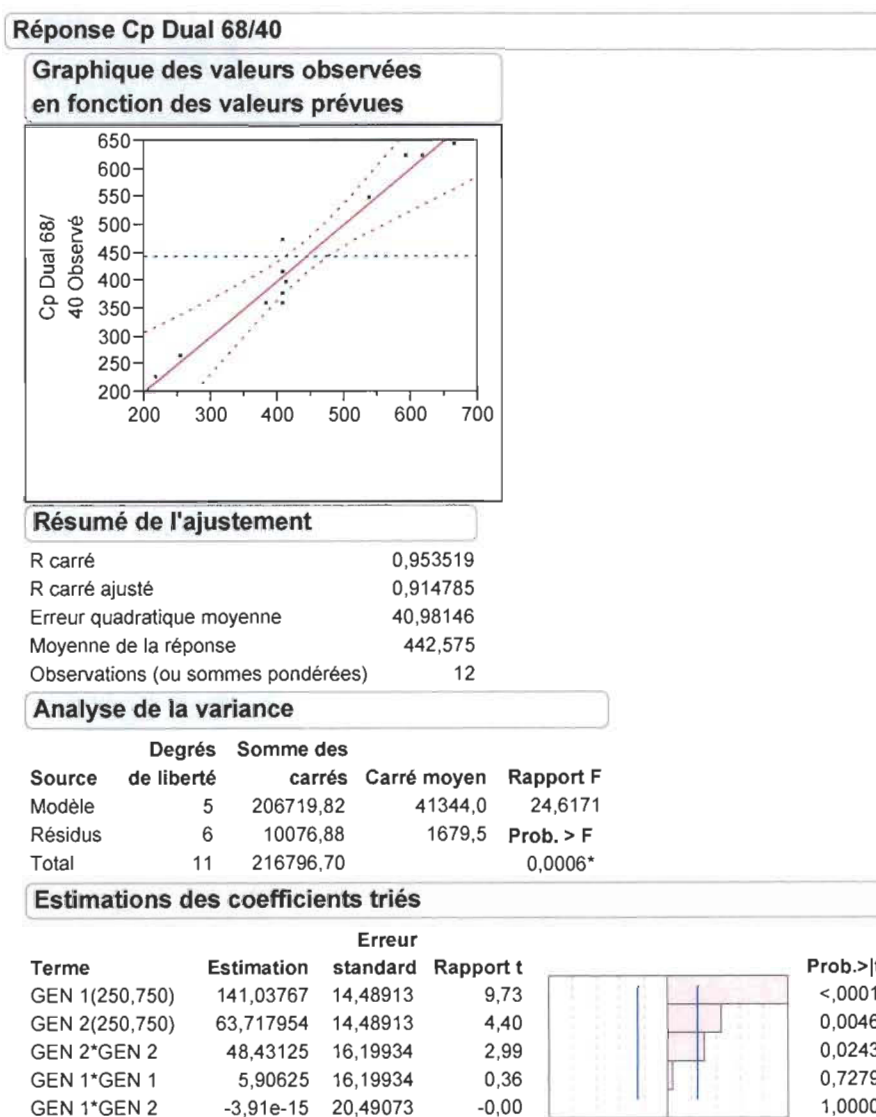 Réponse Cp Dual 68/40
Graphique des valeurs observées
en fonction des valeurs prévues
Cp Dual 68/
40 Observé
650
600
550
500
450
400
350
300
250
200
200 300 400 500 600 700
Résumé de l'ajustement
R carré 0,953519
R carré ajusté 0,914785
Erreur quadratique moyenne 40,98146
Moyenne de la réponse 442,575
Observations (ou sommes pondérées) 12
Analyse de la variance
Degrés Somme des
Source de liberté carrés Carré moyen Rapport F
Modèle 5 206719,82 41344,0 24,6171
Résidus 6 10076,88 1679,5 Prob. > F
Total 11 216796,70 0,0006*
Estimations des coefficients triés
Erreur
Terme Estimation standard Rapport t Prob.>|t
GEN 1(250,750) 141,03767 14,48913 9,73 <,0001
GEN 2(250,750) 63,717954 14,48913 4,40 0,0046
GEN 2*GEN 2 48,43125 16,19934 2,99 0,0243
GEN 1*GEN 1 5,90625 16,19934 0,36 0,7279
GEN 1*GEN 2 -3,91e-15 20,49073 -0,00 1,0000